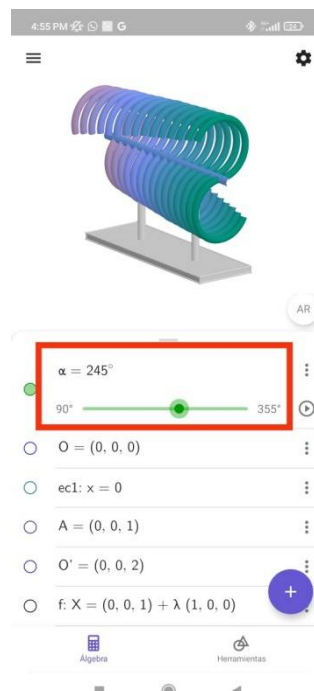 4:55 PM G
AR
α = 245°
90° 355°
O = (0, 0, 0)
ec1: x = 0
A = (0, 0, 1)
O' = (0, 0, 2)
f: X = (0, 0, 1) + λ (1, 0, 0)
+
Álgebra Herramientas